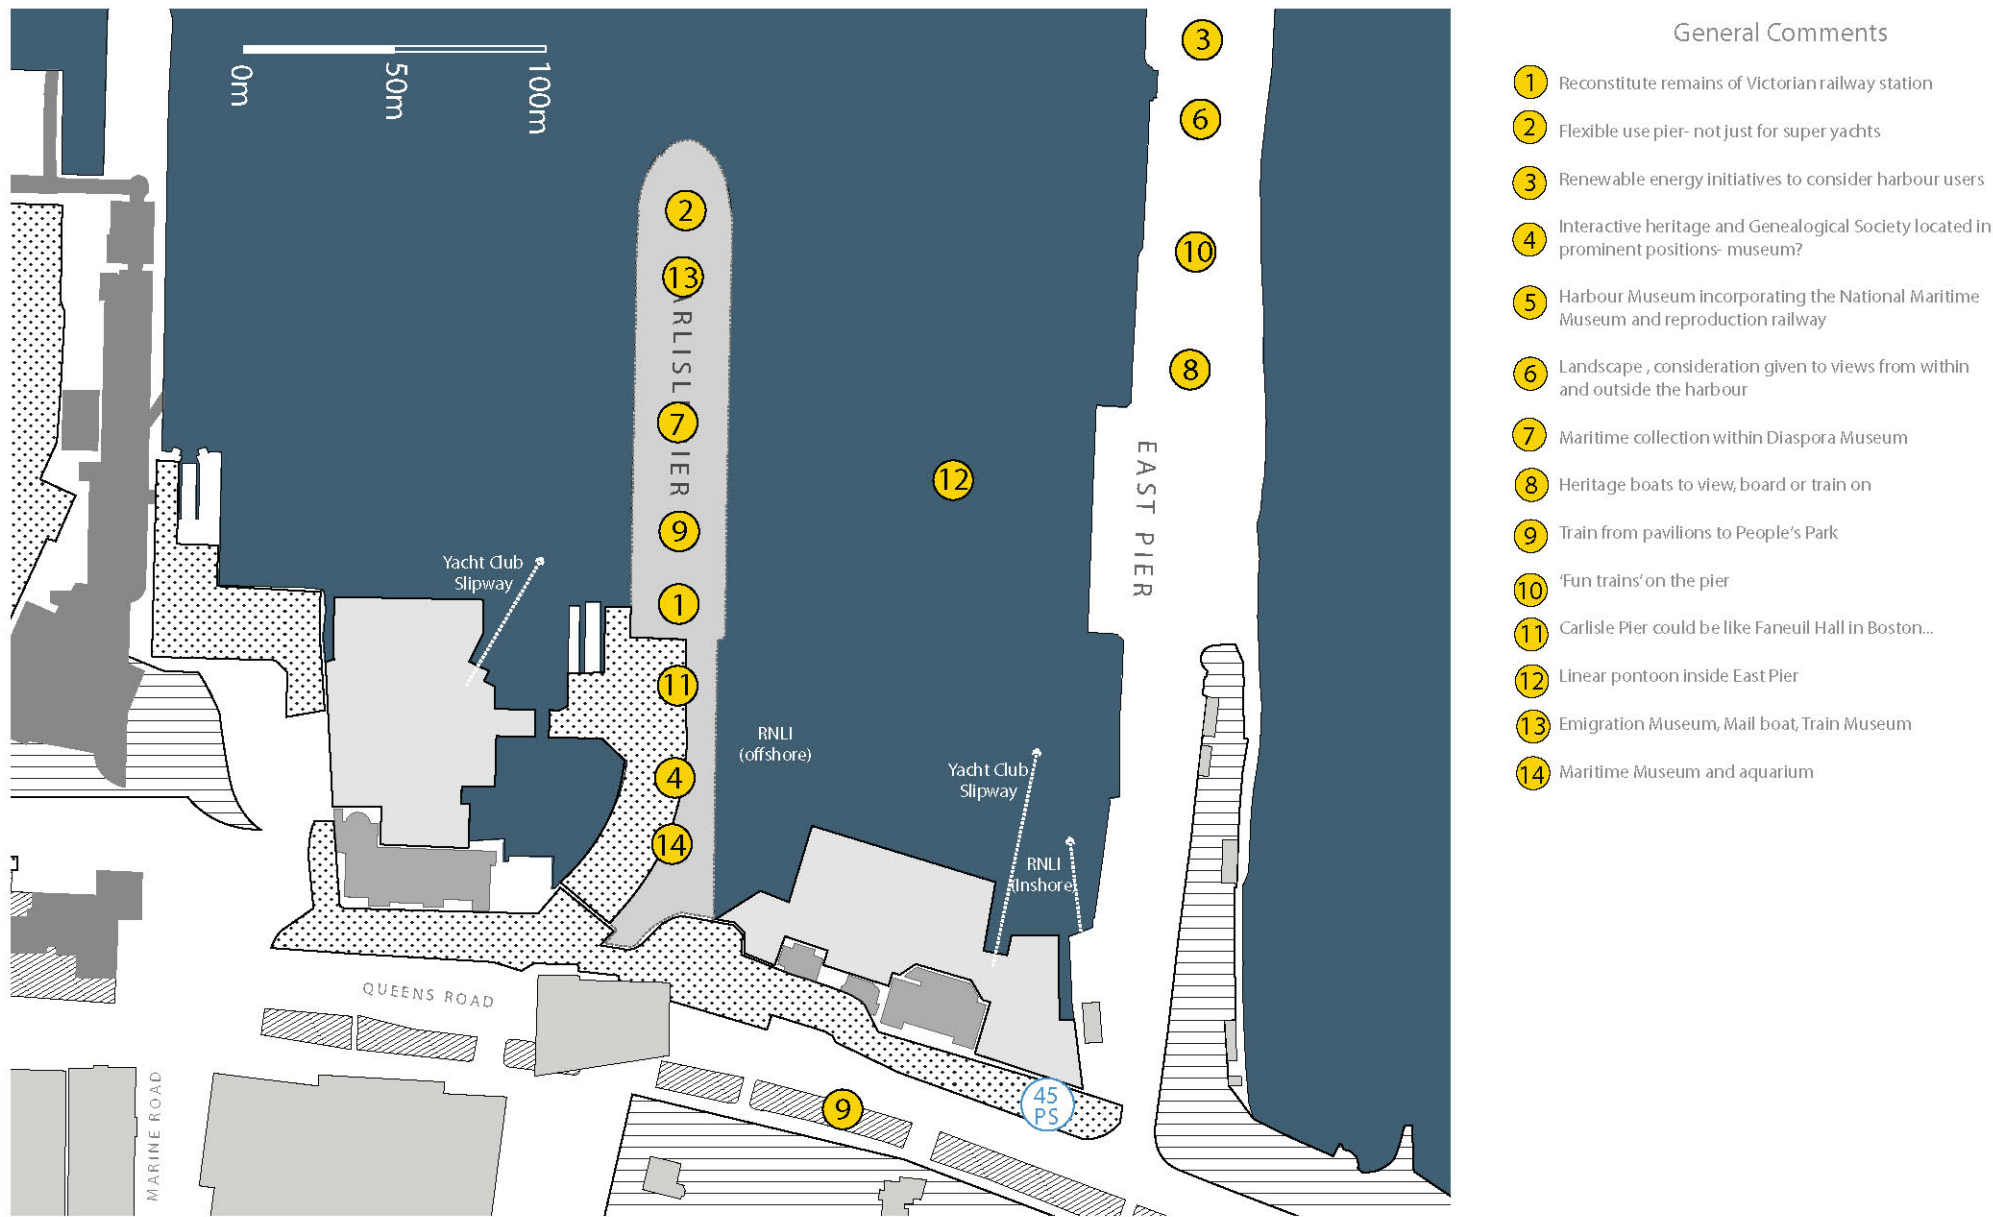 0m
50m
100m
3
6
2
10
13
ARLISL
8
7
IER
12
EAST PIER
9
Yacht Club
Slipway
1
11
RNLI
(offshore)
4
Yacht Club
Slipway
14
RNLI
(Inshore)
QUEENS ROAD
MARINE ROAD
9
45
PS
General Comments
1 Reconstitute remains of Victorian railway station
2 Flexible use pier- not just for super yachts
3 Renewable energy initiatives to consider harbour users
4 Interactive heritage and Genealogical Society located in
prominent positions- museum?
5 Harbour Museum incorporating the National Maritime
Museum and reproduction railway
6 Landscape , consideration given to views from within
and outside the harbour
7 Maritime collection within Diaspora Museum
8 Heritage boats to view, board or train on
9 Train from pavilions to People's Park
10 'Fun trains' on the pier
11 Carlisle Pier could be like Faneuil Hall in Boston...
12 Linear pontoon inside East Pier
13 Emigration Museum, Mail boat, Train Museum
14 Maritime Museum and aquarium